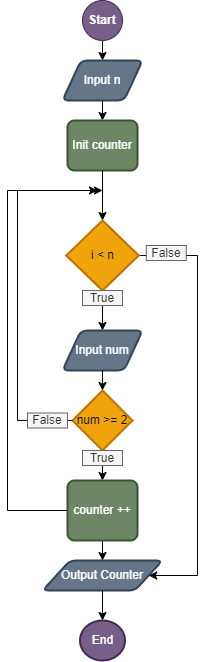 Start
Input n
Init counter
i < n
False
True
Input num
num >= 2
False
True
counter ++
Output Counter
End